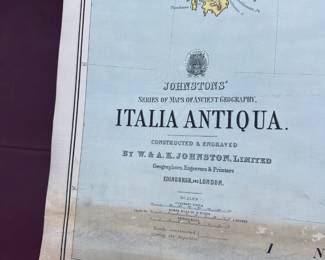 JOHNSTONS'
SERIES OF MAPS OF ANCIENT GEOGRAPHY,
ITALIA ANTIQUA.
CONSTRUCTED & ENGRAVED
BY W. & A.K. JOHNSTON, LIMITED
Geographers, Engravers & Printers
EDINBURGH, AND LONDON.
I N